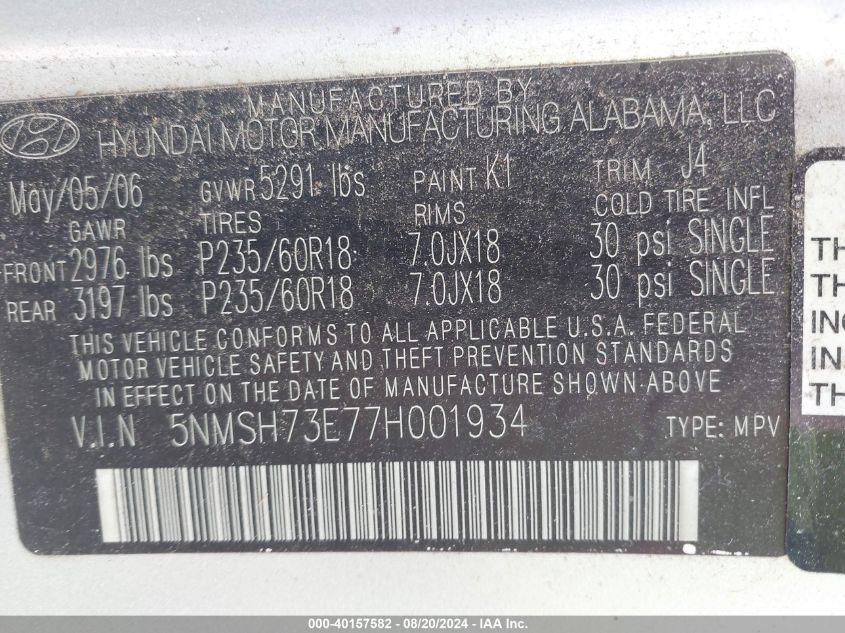 MANUFACTURED BY
HYUNDAI MOTOR MANUFACTURING ALABAMA, LLC
May/05/06 GVWR 5291 lbs PAINT K1 TRIM J4
GAWR TIRES RIMS COLD TIRE INFL
FRONT 2976 lbs P235/60R18 7.0JX18 30 psi SINGLE
REAR 3197 lbs P235/60R18 7.0JX18 30 psi SINGLE
THIS VEHICLE CONFORMS TO ALL APPLICABLE U.S.A. FEDERAL
MOTOR VEHICLE SAFETY AND THEFT PREVENTION STANDARDS
IN EFFECT ON THE DATE OF MANUFACTURE SHOWN ABOVE.
V.I.N 5NMSH73E77H001934 TYPE: MPV
TH
TH
IN
TH
000-40157582 - 08/20/2024 - IAA Inc.